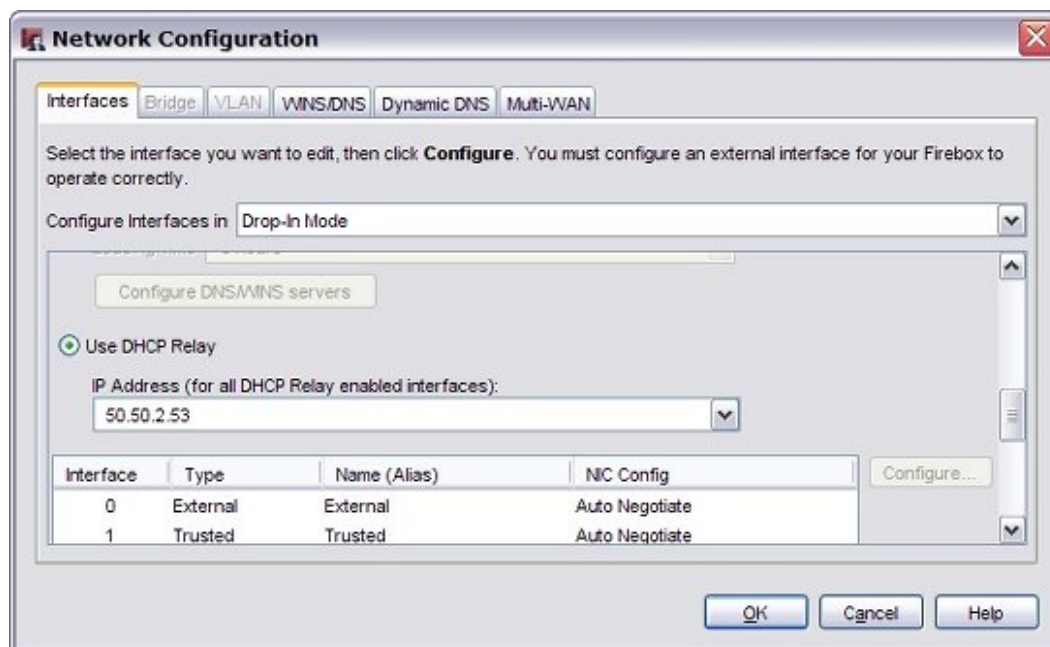 Network Configuration
Interfaces Bridge VLAN WINS/DNS Dynamic DNS Multi-WAN
Select the interface you want to edit, then click Configure. You must configure an external interface for your Firebox to
operate correctly.
Configure Interfaces in Drop-In Mode
Configure DNS/WINS servers
Use DHCP Relay
IP Address (for all DHCP Relay enabled interfaces):
50.50.2.53
Interface Type Name (Alias) NIC Config Configure...
0 External External Auto Negotiate
1 Trusted Trusted Auto Negotiate
OK Cancel Help